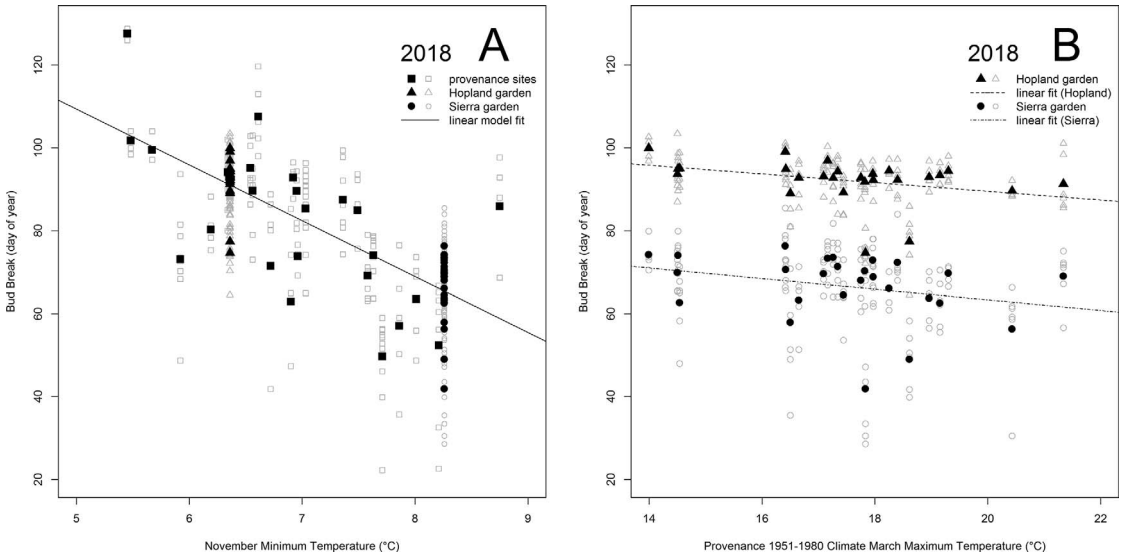 2018 A
provenance sites
Hopland garden
Sierra garden
linear model fit
Bud Break (day of year)
120
100
80
60
40
20
5 6 7 8 9
November Minimum Temperature (°C)
2018 B
Hopland garden
linear fit (Hopland)
Sierra garden
linear fit (Sierra)
Bud Break (day of year)
120
100
80
60
40
20
14 16 18 20 22
Provenance 1951-1980 Climate March Maximum Temperature (°C)